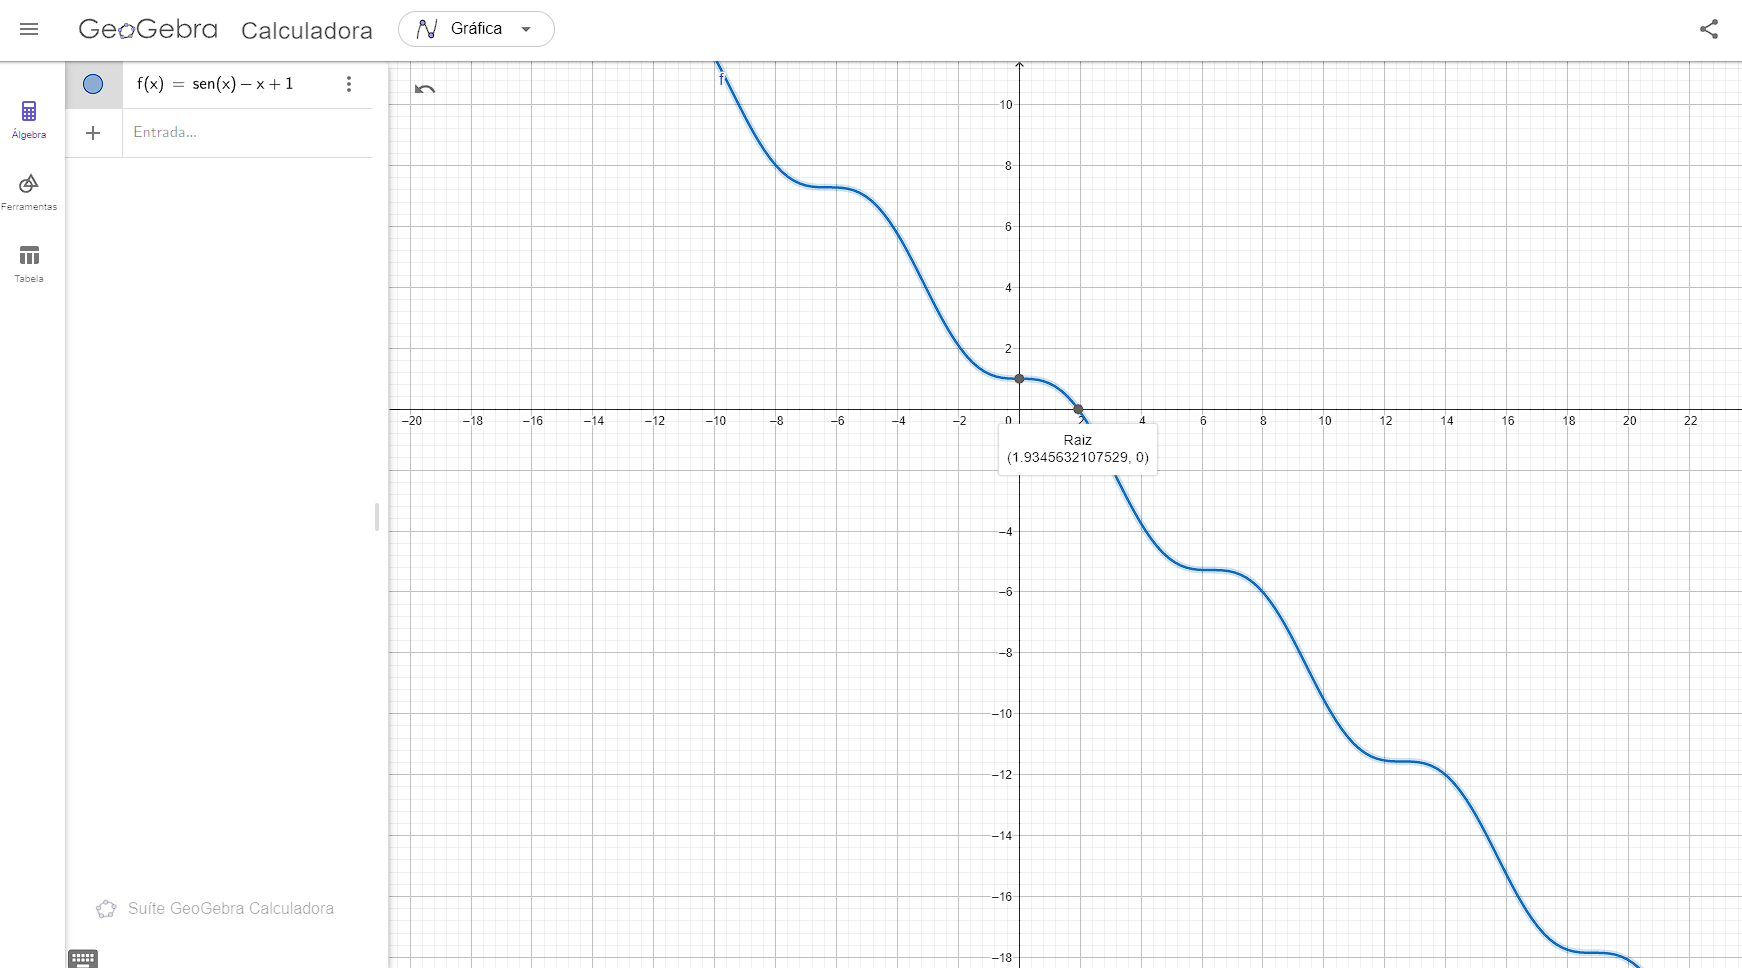 GeoGebra Calculadora Gráfica
f(x) = sen(x) – x + 1
Entrada...
Álgebra
Ferramentas
Tabela
Suíte GeoGebra Calculadora
f
10
8
6
4
2
0
–20 –18 –16 –14 –12 –10 –8 –6 –4 –2 2 4 6 8 10 12 14 16 18 20 22
Raiz
(1.9345632107529, 0)
–4
–6
–8
–10
–12
–14
–16
–18